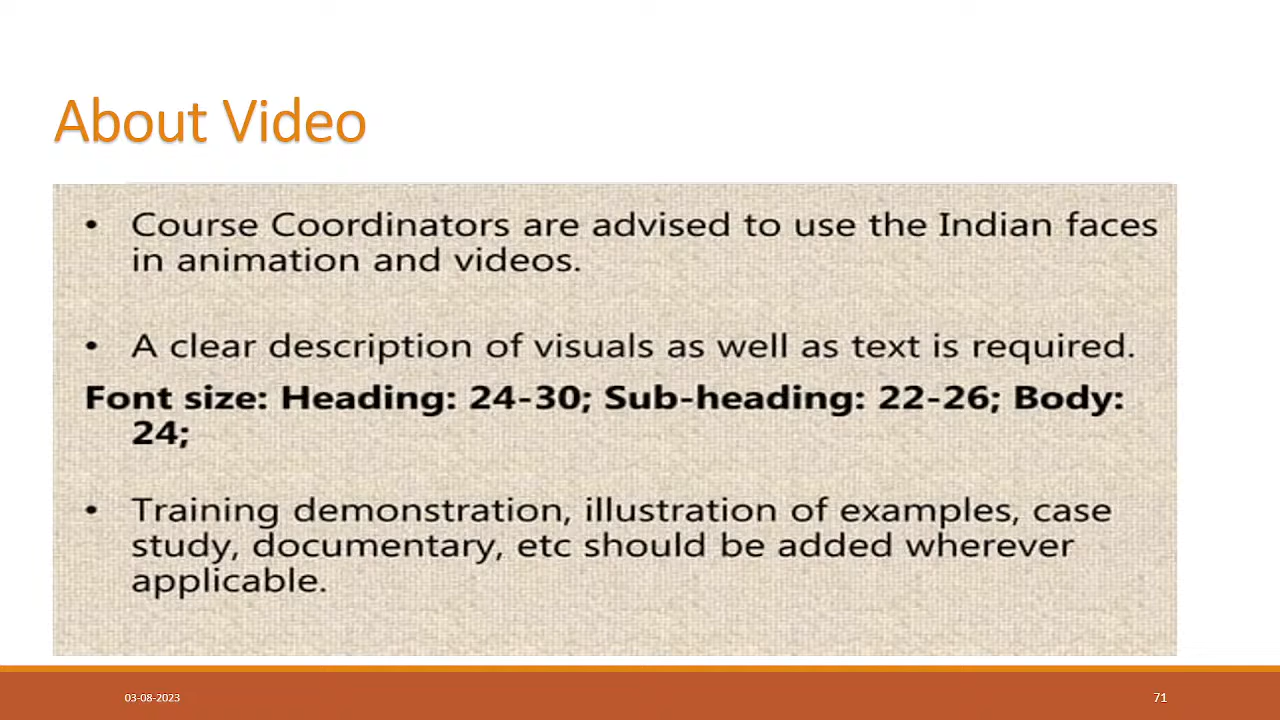 About Video
• Course Coordinators are advised to use the Indian faces
in animation and videos.
• A clear description of visuals as well as text is required.
Font size: Heading: 24-30; Sub-heading: 22-26; Body:
24;
• Training demonstration, illustration of examples, case
study, documentary, etc should be added wherever
applicable.
03-08-2023
71